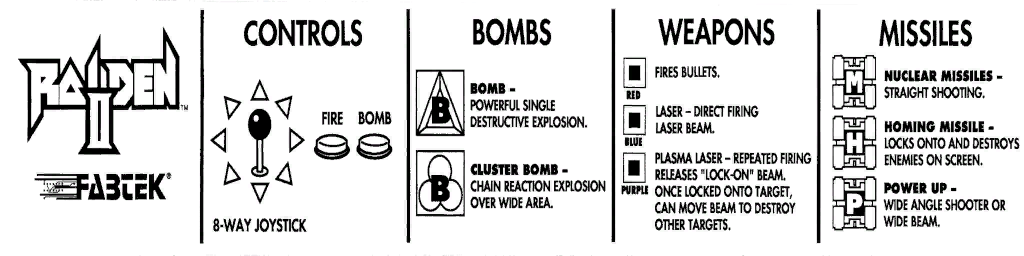 RAIDEN
II
TM
FABTEK®
CONTROLS
FIRE BOMB
8-WAY JOYSTICK
BOMBS
B
BOMB –
POWERFUL SINGLE
DESTRUCTIVE EXPLOSION.
B
CLUSTER BOMB –
CHAIN REACTION EXPLOSION
OVER WIDE AREA.
WEAPONS
RED
FIRES BULLETS.
BLUE
LASER – DIRECT FIRING
LASER BEAM.
PURPLE
PLASMA LASER – REPEATED FIRING
RELEASES "LOCK-ON" BEAM.
ONCE LOCKED ONTO TARGET,
CAN MOVE BEAM TO DESTROY
OTHER TARGETS.
MISSILES
M
NUCLEAR MISSILES –
STRAIGHT SHOOTING.
H
HOMING MISSILE –
LOCKS ONTO AND DESTROYS
ENEMIES ON SCREEN.
P
POWER UP –
WIDE ANGLE SHOOTER OR
WIDE BEAM.